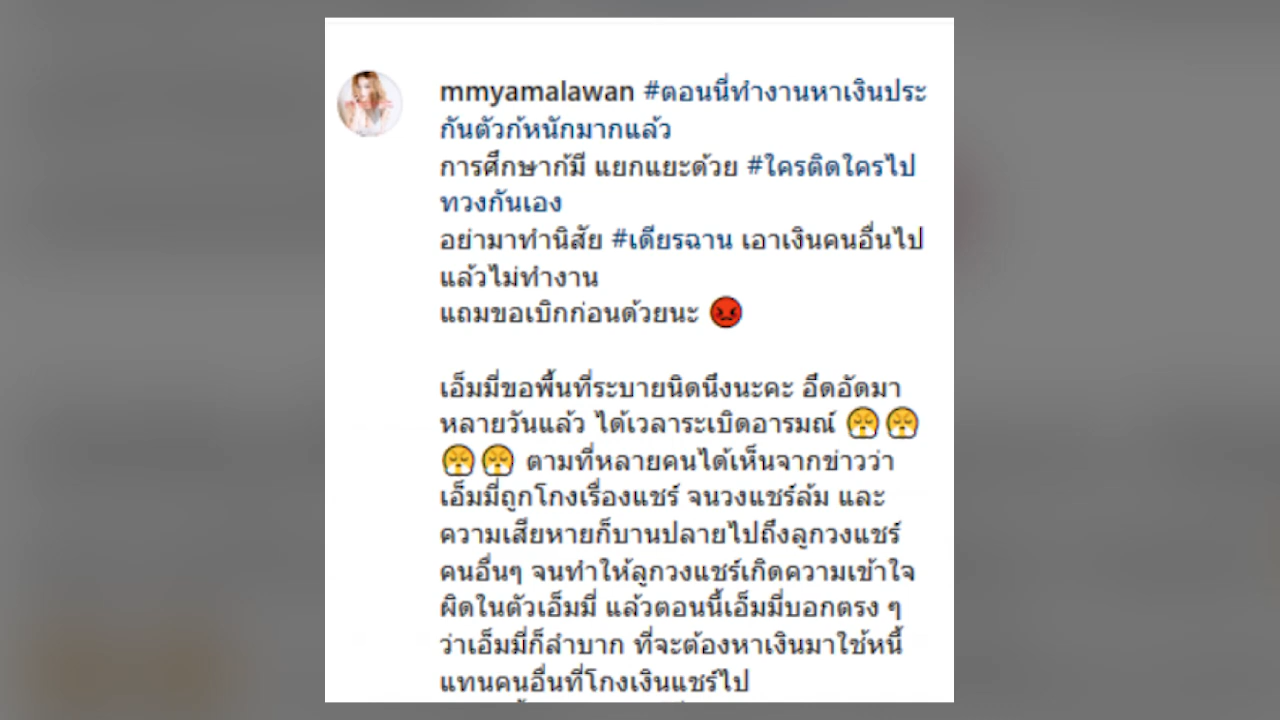 mmyamalawan #ตอนนี่ทำงานหาเงินประ
กันตัวก้หนักมากแล้ว
การศึกษาก้มี แยกแยะด้วย #ใครติดใครไป
ทวงกันเอง
อย่ามาทำนิสัย #เดียรฉาน เอาเงินคนอื่นไป
แล้วไม่ทำงาน
แถมขอเบิกก่อนด้วยนะ 😡
เอ็มมี่ขอพื้นที่ระบายนิดนึงนะคะ อึดอัดมา
หลายวันแล้ว ได้เวลาระเบิดอารมณ์ 😤😤
😤😤 ตามที่หลายคนได้เห็นจากข่าวว่า
เอ็มมี่ถูกโกงเรื่องแชร์ จนวงแชร์ล้ม และ
ความเสียหายก็บานปลายไปถึงลูกวงแชร์
คนอื่นๆ จนทำให้ลูกวงแชร์เกิดความเข้าใจ
ผิดในตัวเอ็มมี่ แล้วตอนนี้เอ็มมี่บอกตรง ๆ
ว่าเอ็มมี่ก็ลำบาก ที่จะต้องหาเงินมาใช้หนี้
แทนคนอื่นที่โกงเงินแชร์ไป